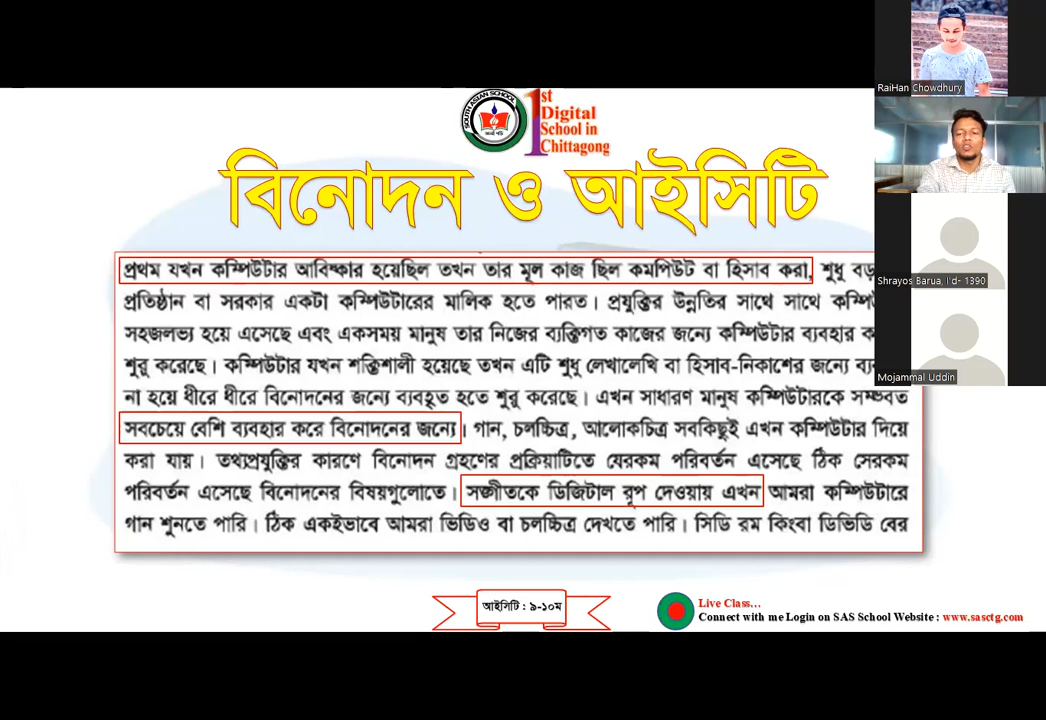 SOUTH ASIAN SCHOOL
1st
Digital
School in
Chittagong
বিনোদন ও আইসিটি
প্রথম যখন কম্পিউটার আবিষ্কার হয়েছিল তখন তার মূল কাজ ছিল কমপিউট বা হিসাব করা, শুধু বড়
প্রতিষ্ঠান বা সরকার একটা কম্পিউটারের মালিক হতে পারত। প্রযুক্তির উন্নতির সাথে সাথে
সহজলভ্য হয়ে এসেছে এবং একসময় মানুষ তার নিজের ব্যক্তিগত কাজের জন্যে কম্পিউটার ব্যবহার
শুরু করেছে। কম্পিউটার যখন শক্তিশালী হয়েছে তখন এটি শুধু লেখালেখি বা হিসাব-নিকাশের জন্যে
না হয়ে ধীরে ধীরে বিনোদনের জন্যে ব্যবহৃত হতে শুরু করেছে। এখন সাধারণ মানুষ কম্পিউটারকে সম্ভবত
সবচেয়ে বেশি ব্যবহার করে বিনোদনের জন্যে। গান, চলচ্চিত্র, আলোকচিত্র সবকিছুই এখন কম্পিউটার দিয়ে
করা যায়। তথ্যপ্রযুক্তির কারণে বিনোদন গ্রহণের প্রক্রিয়াটিতে যেরকম পরিবর্তন এসেছে ঠিক সেরকম
পরিবর্তন এসেছে বিনোদনের বিষয়গুলোতে। সঙ্গীতকে ডিজিটাল রূপ দেওয়ায় এখন আমরা কম্পিউটারে
গান শুনতে পারি। ঠিক একইভাবে আমরা ভিডিও বা চলচ্চিত্র দেখতে পারি। সিডি রম কিংবা ডিভিডি বের
আইসিটি : ৯-১০ম
Live Class...
Connect with me Login on SAS School Website : www.sasctg.com
RaiHan Chowdhury
Shrayos Barua, I'd- 1390
Mojammal Uddin